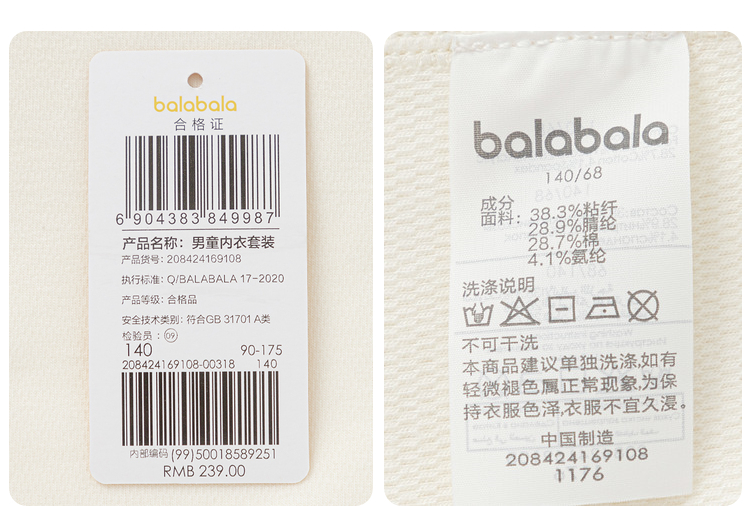 balabala
合格证
6 904383 849987
产品名称：男童内衣套装
产品货号：208424169108
执行标准：Q/BALABALA 17-2020
产品等级：合格品
安全技术类别：符合GB 31701 A类
检验员：09
140 90-175
208424169108-00318 140
内部编码 (99)50018589251
RMB 239.00
balabala
140/68
成分
面料：38.3%粘纤
28.9%腈纶
28.7%棉
4.1%氨纶
洗涤说明
不可干洗
本商品建议单独洗涤，如有
轻微褪色属正常现象，为保
持衣服色泽，衣服不宜久浸。
中国制造
208424169108
1176